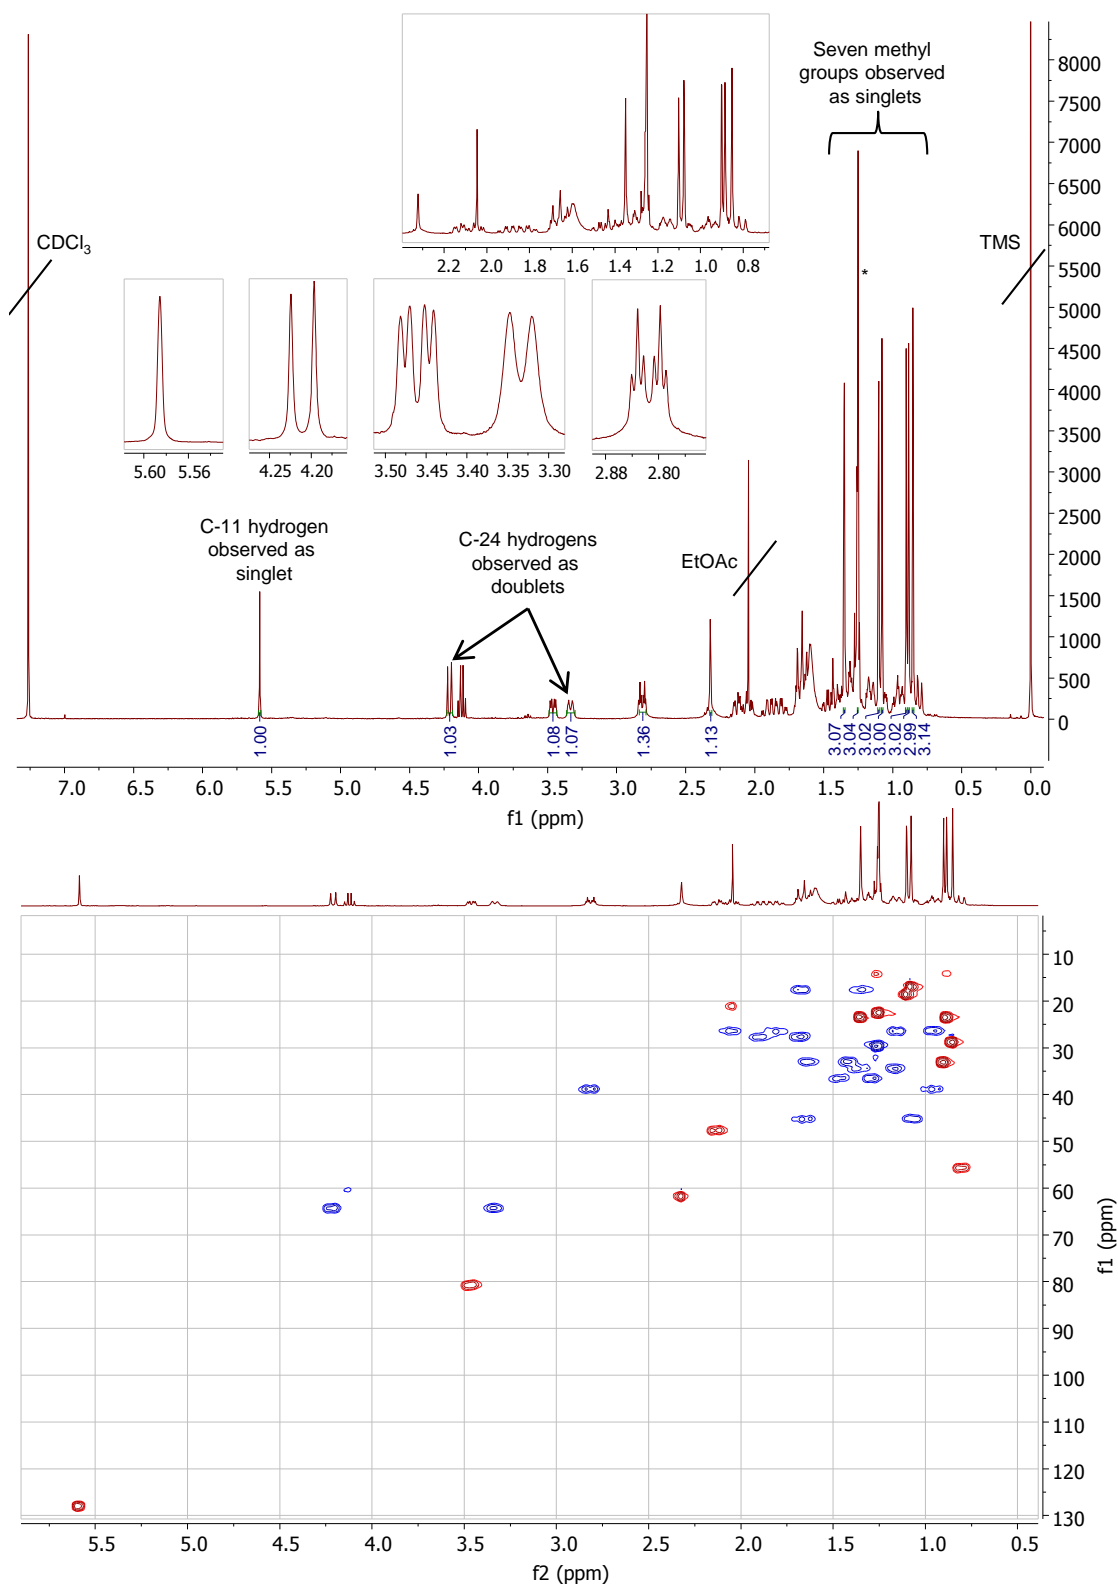 Seven methyl
groups observed
as singlets
8000
7500
7000
6500
6000
5500
5000
4500
4000
3500
3000
2500
2000
1500
1000
500
0
2.2 2.0 1.8 1.6 1.4 1.2 1.0 0.8
CDCl3
TMS
*
5.60 5.56
4.25 4.20
3.50 3.45 3.40 3.35 3.30
2.88 2.80
C-11 hydrogen
observed as
singlet
C-24 hydrogens
observed as
doublets
EtOAc
1.00
1.03
1.08
1.07
1.36
1.13
3.07
3.04
3.02
3.00
3.02
2.99
3.14
7.0 6.5 6.0 5.5 5.0 4.5 4.0 3.5 3.0 2.5 2.0 1.5 1.0 0.5 0.0
f1 (ppm)
10
20
30
40
50
60
70
80
90
100
110
120
130
f1 (ppm)
5.5 5.0 4.5 4.0 3.5 3.0 2.5 2.0 1.5 1.0 0.5
f2 (ppm)